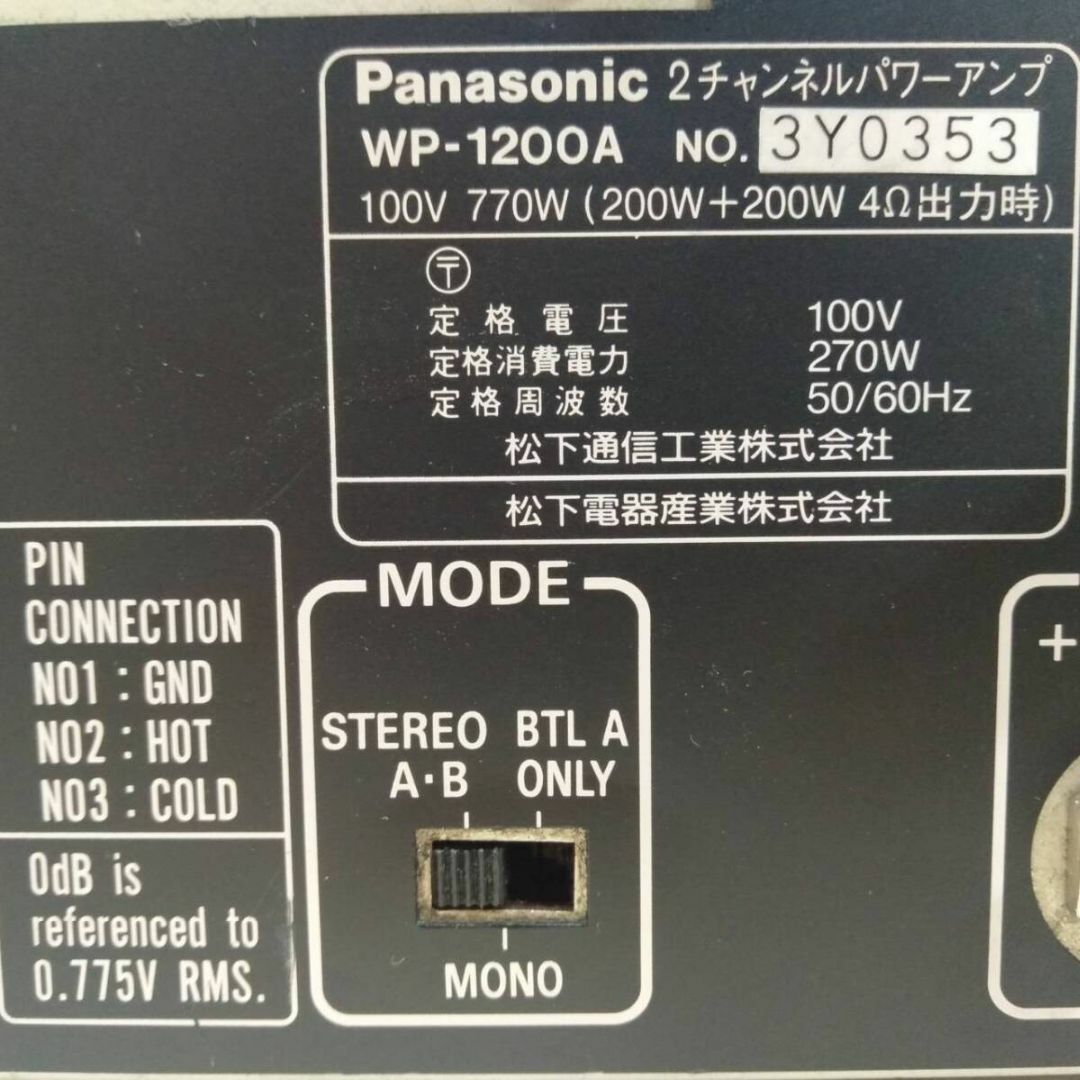 Panasonic 2チャンネルパワーアンプ
WP-1200A NO. 3Y0353
100V 770W (200W+200W 4Ω出力時)
〒
定格電圧 100V
定格消費電力 270W
定格周波数 50/60Hz
松下通信工業株式会社
松下電器産業株式会社
PIN
CONNECTION
NO1 : GND
NO2 : HOT
NO3 : COLD
0dB is
referenced to
0.775V RMS.
MODE
STEREO BTL A
A·B ONLY
MONO
+